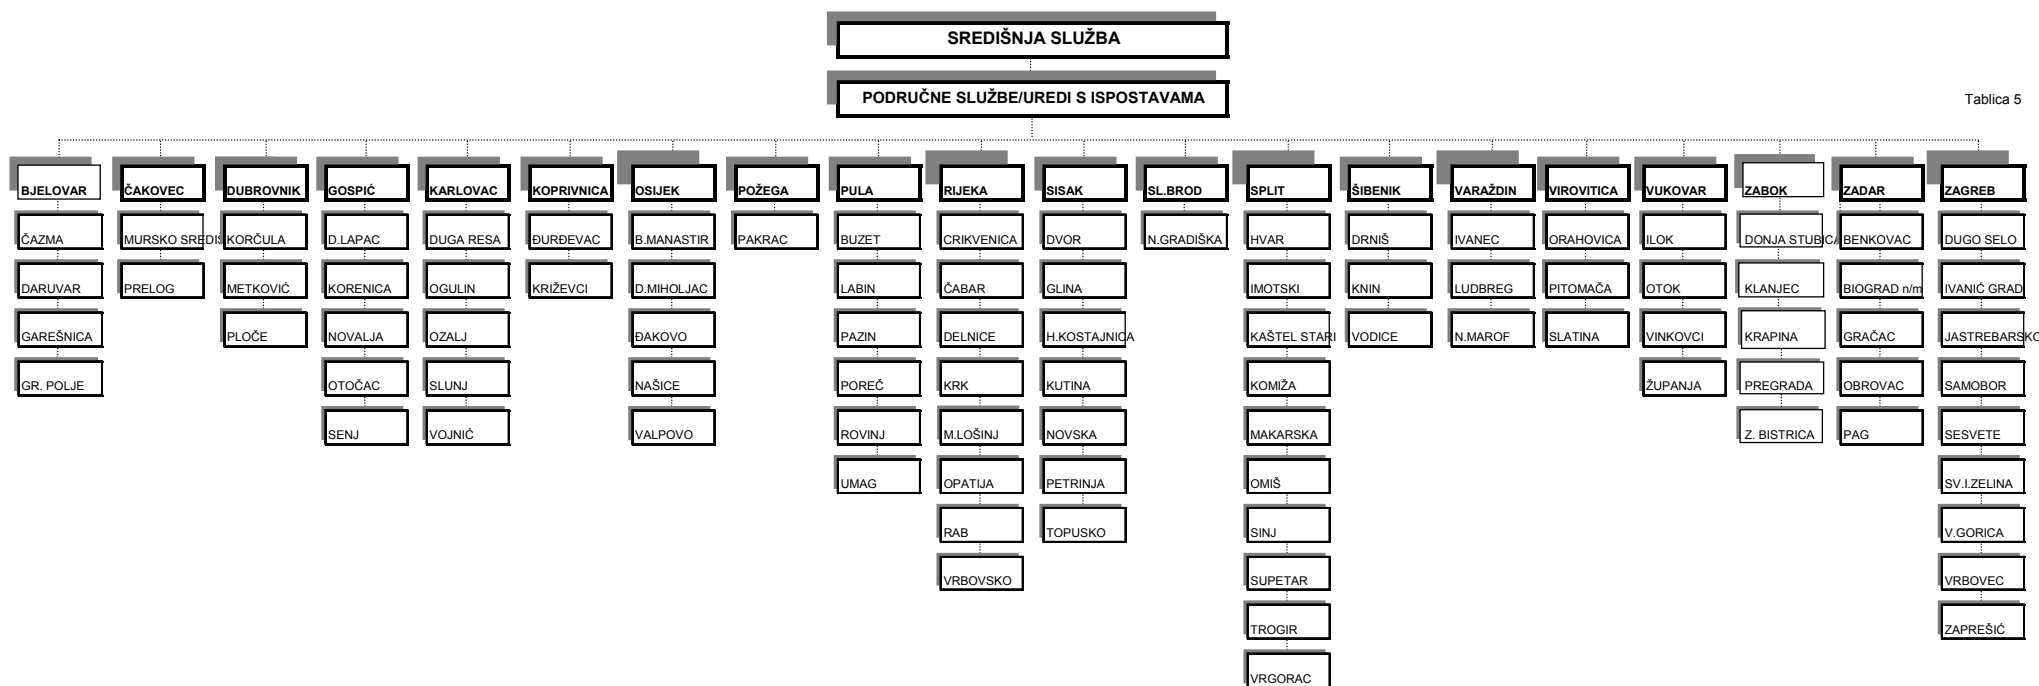 SREDIŠNJA SLUŽBA
PODRUČNE SLUŽBE/UREDI S ISPOSTAVAMA
Tablica 5
BJELOVAR
ČAZMA
DARUVAR
GAREŠNICA
GR. POLJE
ČAKOVEC
MURSKO SREDIŠ
PRELOG
DUBROVNIK
KORČULA
METKOVIĆ
PLOČE
GOSPIĆ
D.LAPAC
KORENICA
NOVALJA
OTOČAC
SENJ
KARLOVAC
DUGA RESA
OGULIN
OZALJ
SLUNJ
VOJNIĆ
KOPRIVNICA
ĐURĐEVAC
KRIŽEVCI
OSIJEK
B.MANASTIR
D.MIHOLJAC
ĐAKOVO
NAŠICE
VALPOVO
POŽEGA
PAKRAC
PULA
BUZET
LABIN
PAZIN
POREČ
ROVINJ
UMAG
RIJEKA
CRIKVENICA
ČABAR
DELNICE
KRK
M.LOŠINJ
OPATIJA
RAB
VRBOVSKO
SISAK
DVOR
GLINA
H.KOSTAJNICA
KUTINA
NOVSKA
PETRINJA
TOPUSKO
SL.BROD
N.GRADIŠKA
SPLIT
HVAR
IMOTSKI
KAŠTEL STARI
KOMIŽA
MAKARSKA
OMIŠ
SINJ
SUPETAR
TROGIR
VRGORAC
ŠIBENIK
DRNIŠ
KNIN
VODICE
VARAŽDIN
IVANEC
LUDBREG
N.MAROF
VIROVITICA
ORAHOVICA
PITOMAČA
SLATINA
VUKOVAR
ILOK
OTOK
VINKOVCI
ŽUPANJA
ZABOK
DONJA STUBICA
KLANJEC
KRAPINA
PREGRADA
Z. BISTRICA
ZADAR
BENKOVAC
BIOGRAD n/m
GRAČAC
OBROVAC
PAG
ZAGREB
DUGO SELO
IVANIĆ GRAD
JASTREBARSKO
SAMOBOR
SESVETE
SV.I.ZELINA
V.GORICA
VRBOVEC
ZAPREŠIĆ